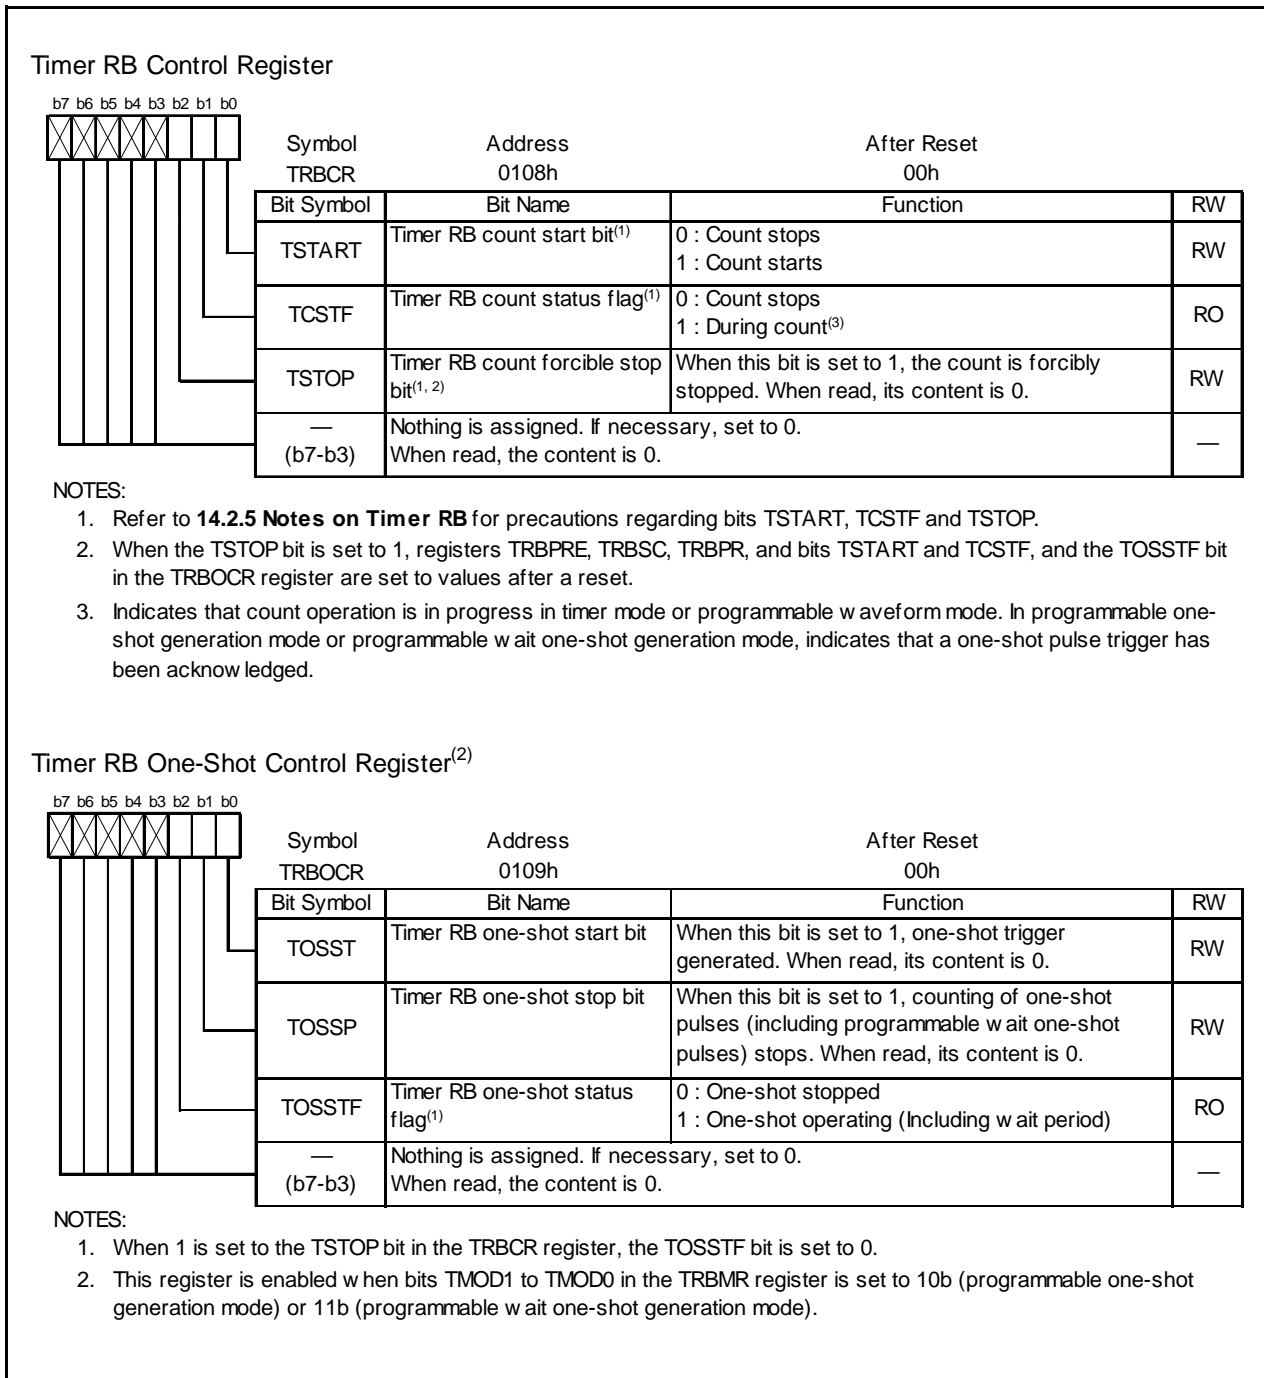 Timer RB Control Register
b7 b6 b5 b4 b3 b2 b1 b0
Symbol Address After Reset
TRBCR 0108h 00h
Bit Symbol Bit Name Function RW
TSTART Timer RB count start bit(1) 0 : Count stops RW
1 : Count starts
TCSTF Timer RB count status flag(1) 0 : Count stops RO
1 : During count(3)
TSTOP Timer RB count forcible stop When this bit is set to 1, the count is forcibly RW
bit(1, 2) stopped. When read, its content is 0.
— Nothing is assigned. If necessary, set to 0. —
(b7-b3) When read, the content is 0.
NOTES:
1. Refer to 14.2.5 Notes on Timer RB for precautions regarding bits TSTART, TCSTF and TSTOP.
2. When the TSTOP bit is set to 1, registers TRBPRE, TRBSC, TRBPR, and bits TSTART and TCSTF, and the TOSSTF bit
in the TRBOCR register are set to values after a reset.
3. Indicates that count operation is in progress in timer mode or programmable waveform mode. In programmable one-
shot generation mode or programmable wait one-shot generation mode, indicates that a one-shot pulse trigger has
been acknowledged.
Timer RB One-Shot Control Register(2)
b7 b6 b5 b4 b3 b2 b1 b0
Symbol Address After Reset
TRBOCR 0109h 00h
Bit Symbol Bit Name Function RW
TOSST Timer RB one-shot start bit When this bit is set to 1, one-shot trigger RW
generated. When read, its content is 0.
TOSSP Timer RB one-shot stop bit When this bit is set to 1, counting of one-shot RW
pulses (including programmable wait one-shot
pulses) stops. When read, its content is 0.
TOSSTF Timer RB one-shot status 0 : One-shot stopped RO
flag(1) 1 : One-shot operating (Including wait period)
— Nothing is assigned. If necessary, set to 0. —
(b7-b3) When read, the content is 0.
NOTES:
1. When 1 is set to the TSTOP bit in the TRBCR register, the TOSSTF bit is set to 0.
2. This register is enabled when bits TMOD1 to TMOD0 in the TRBMR register is set to 10b (programmable one-shot
generation mode) or 11b (programmable wait one-shot generation mode).